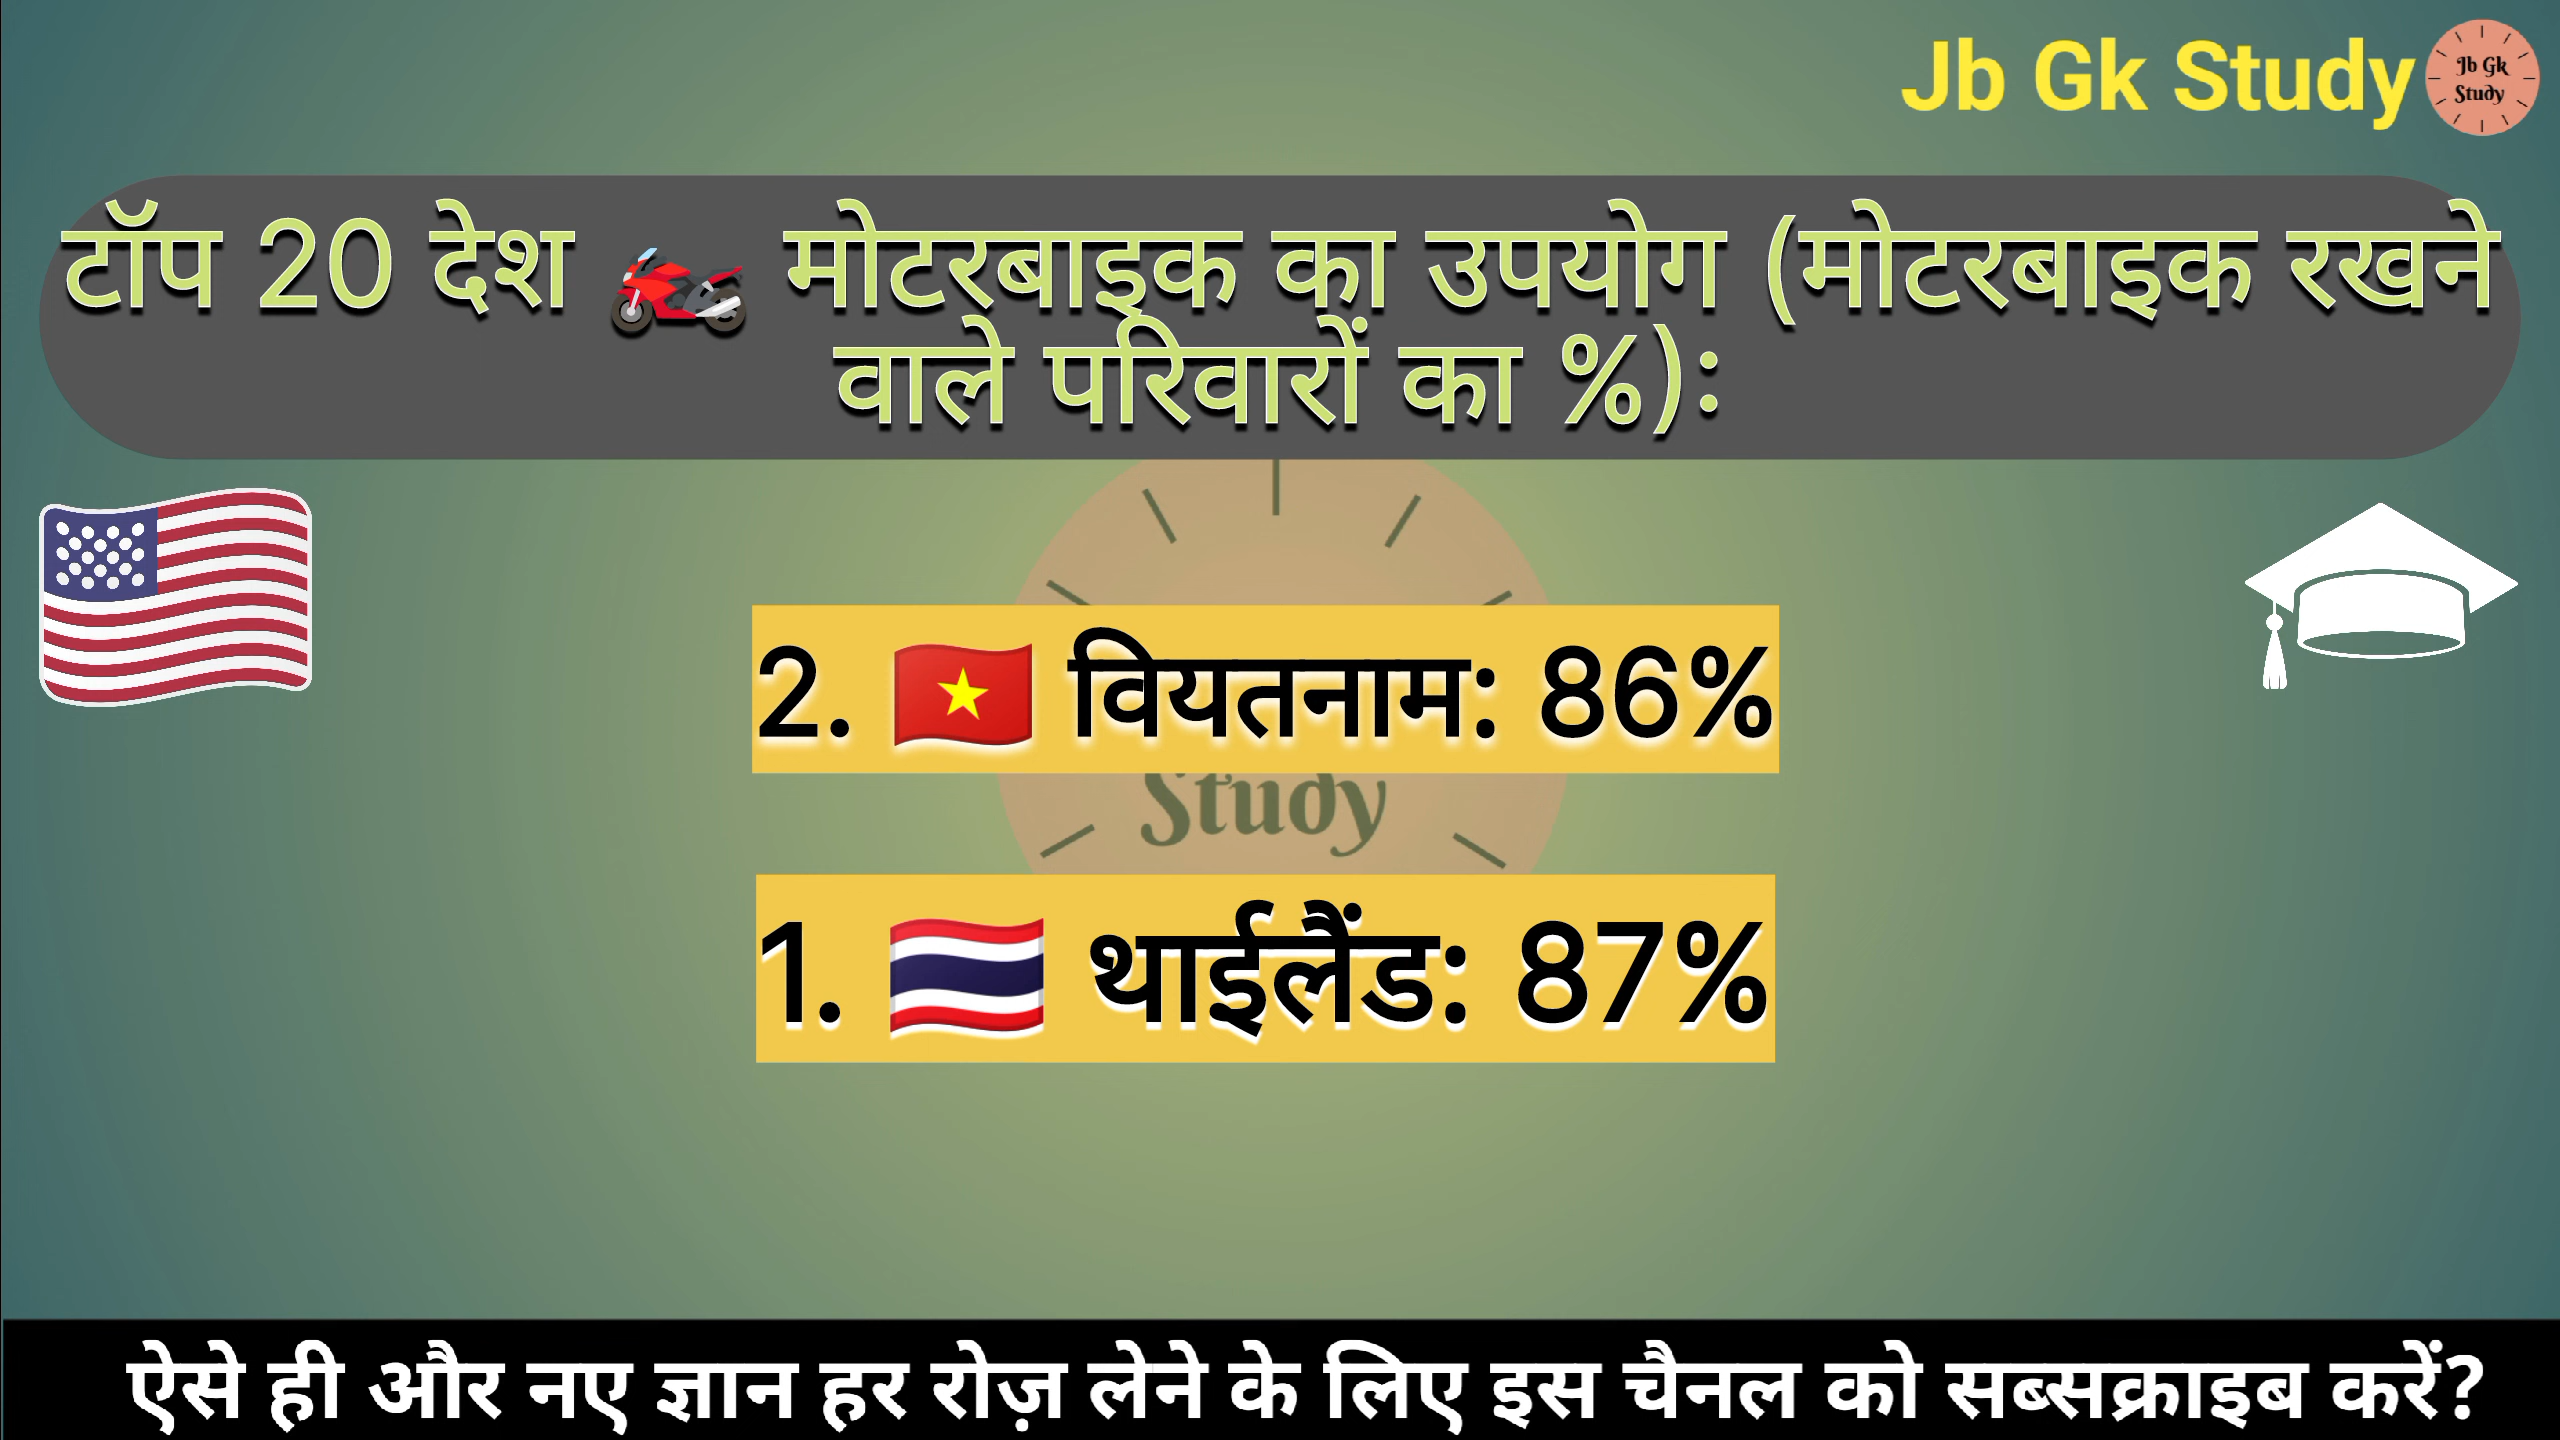 Jb Gk Study
Jb Gk
Study
टॉप 20 देश 🏍️ मोटरबाइक का उपयोग (मोटरबाइक रखने
वाले परिवारों का %):
2. 🇻🇳 वियतनाम: 86%
Study
1. 🇹🇭 थाईलैंड: 87%
ऐसे ही और नए ज्ञान हर रोज़ लेने के लिए इस चैनल को सब्सक्राइब करें?